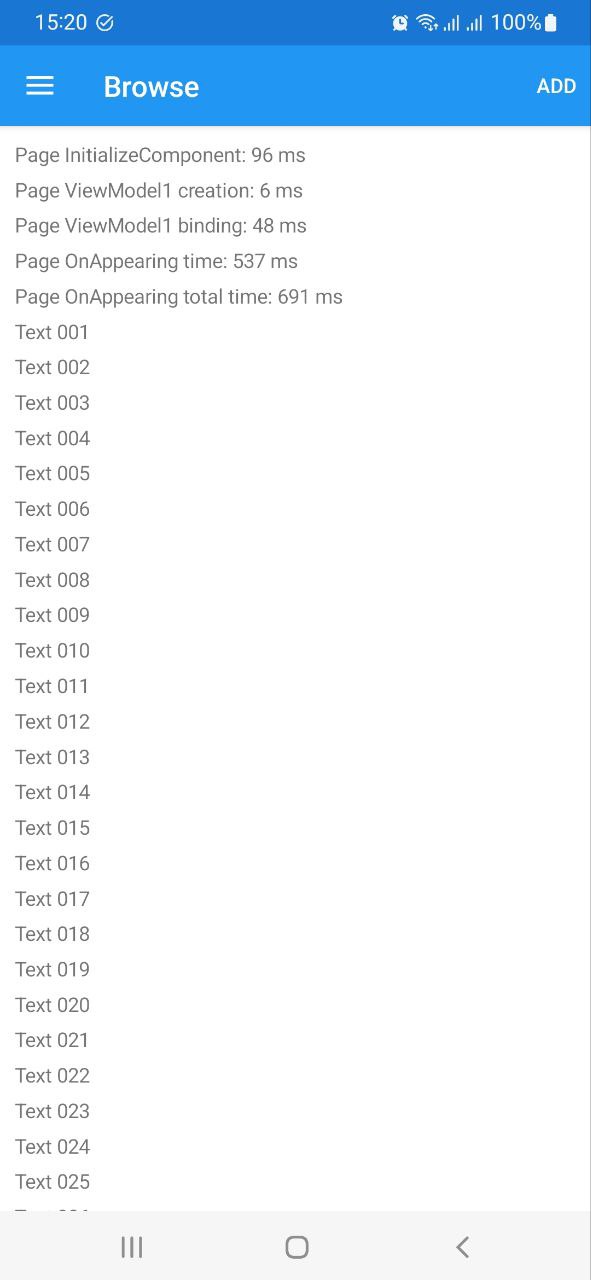 15:20 100%
Browse ADD
Page InitializeComponent: 96 ms
Page ViewModel1 creation: 6 ms
Page ViewModel1 binding: 48 ms
Page OnAppearing time: 537 ms
Page OnAppearing total time: 691 ms
Text 001
Text 002
Text 003
Text 004
Text 005
Text 006
Text 007
Text 008
Text 009
Text 010
Text 011
Text 012
Text 013
Text 014
Text 015
Text 016
Text 017
Text 018
Text 019
Text 020
Text 021
Text 022
Text 023
Text 024
Text 025